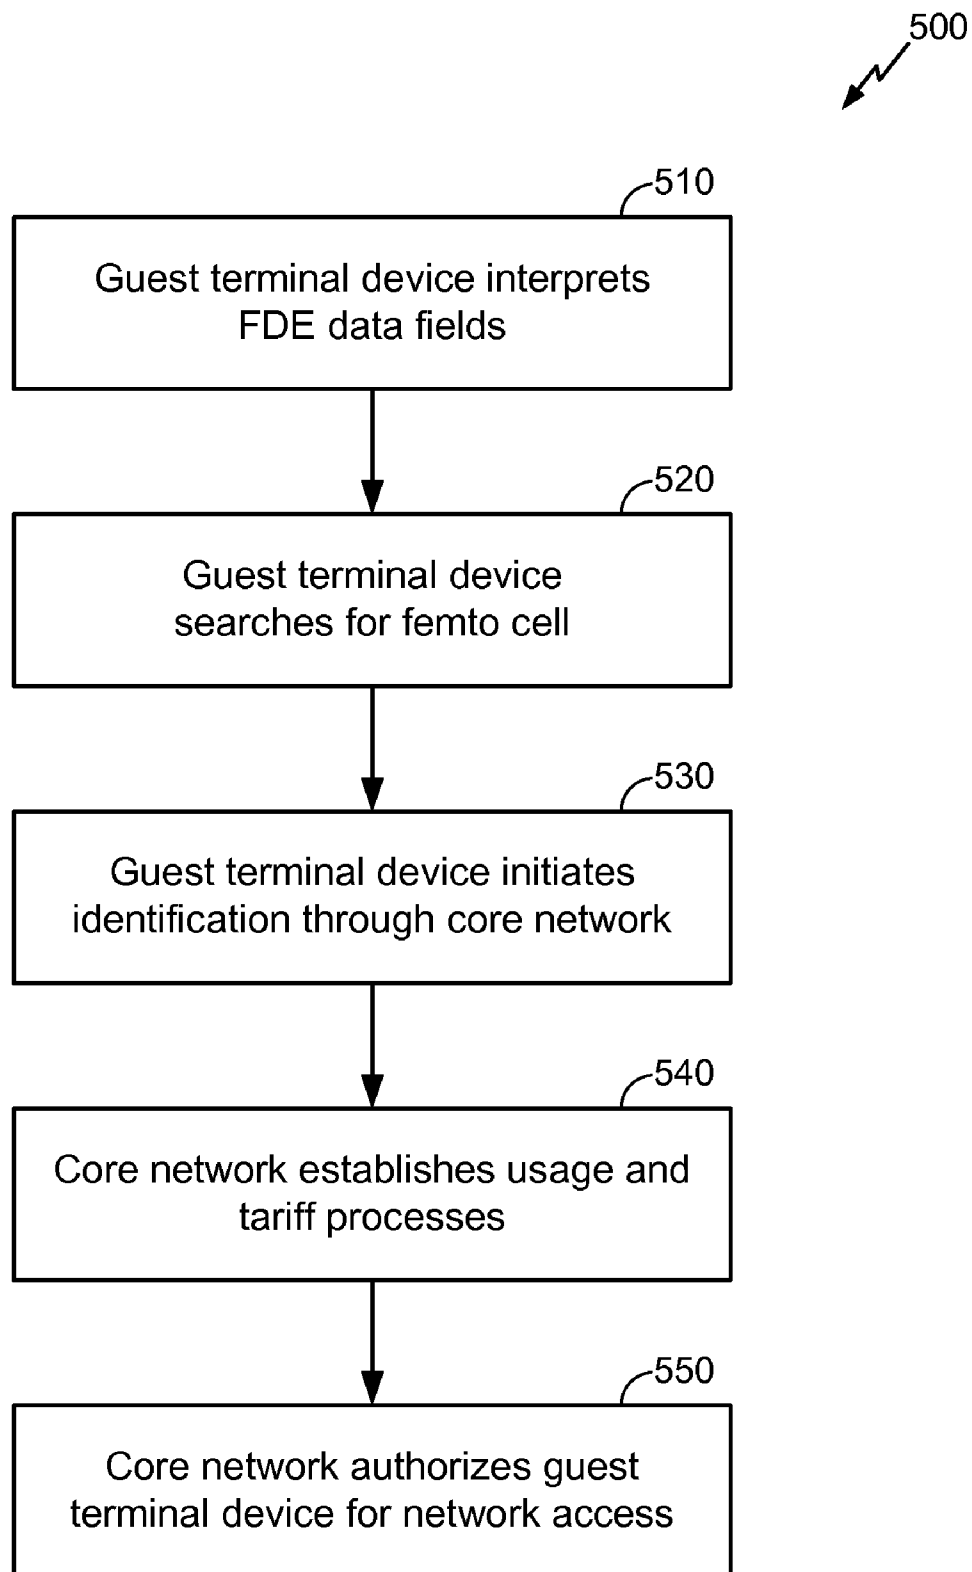 500
510
Guest terminal device interprets
FDE data fields
520
Guest terminal device
searches for femto cell
530
Guest terminal device initiates
identification through core network
540
Core network establishes usage and
tariff processes
550
Core network authorizes guest
terminal device for network access